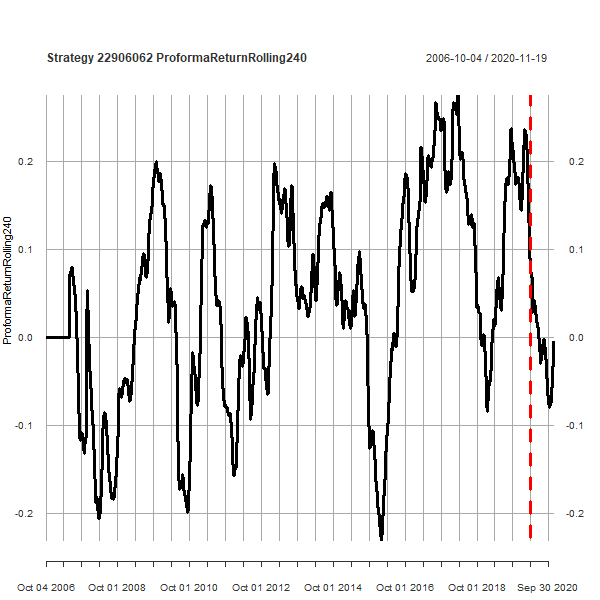 Strategy 22906062 ProformaReturnRolling240
2006-10-04 / 2020-11-19
ProformaReturnRolling240
0.2 0.2
0.1 0.1
0.0 0.0
-0.1 -0.1
-0.2 -0.2
Oct 04 2006 Oct 01 2008 Oct 01 2010 Oct 01 2012 Oct 01 2014 Oct 01 2016 Oct 01 2018 Sep 30 2020